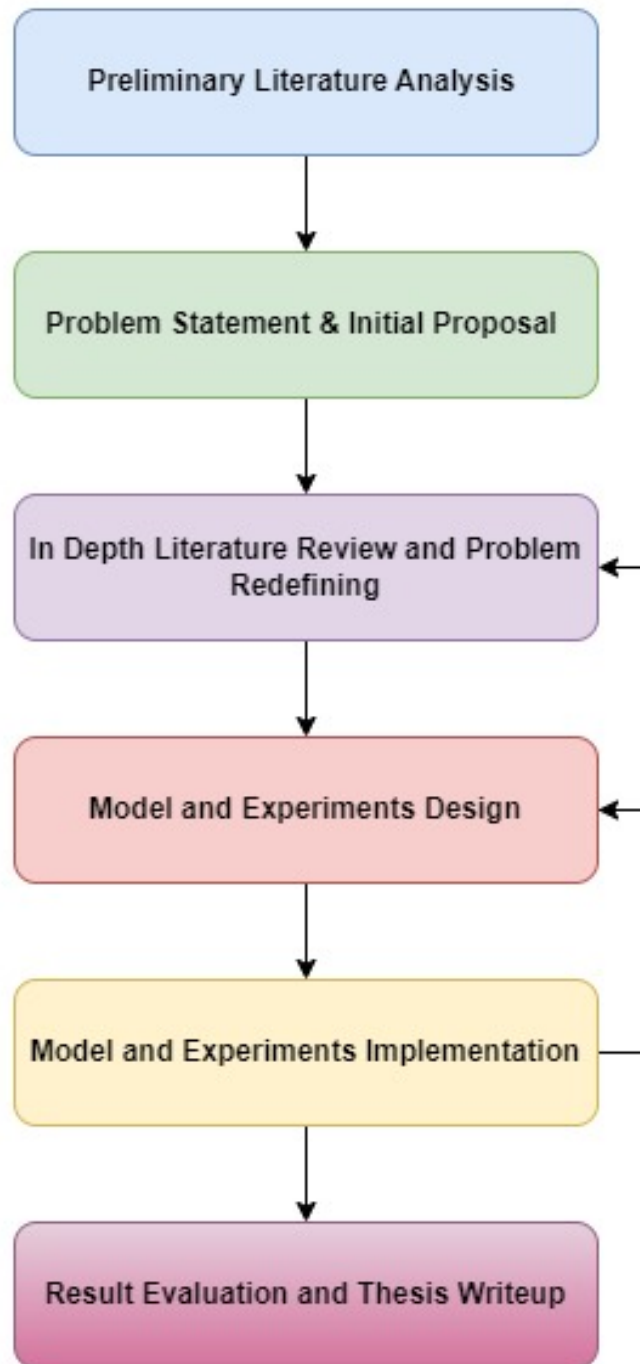 Preliminary Literature Analysis
Problem Statement & Initial Proposal
In Depth Literature Review and Problem
Redefining
Model and Experiments Design
Model and Experiments Implementation
Result Evaluation and Thesis Writeup